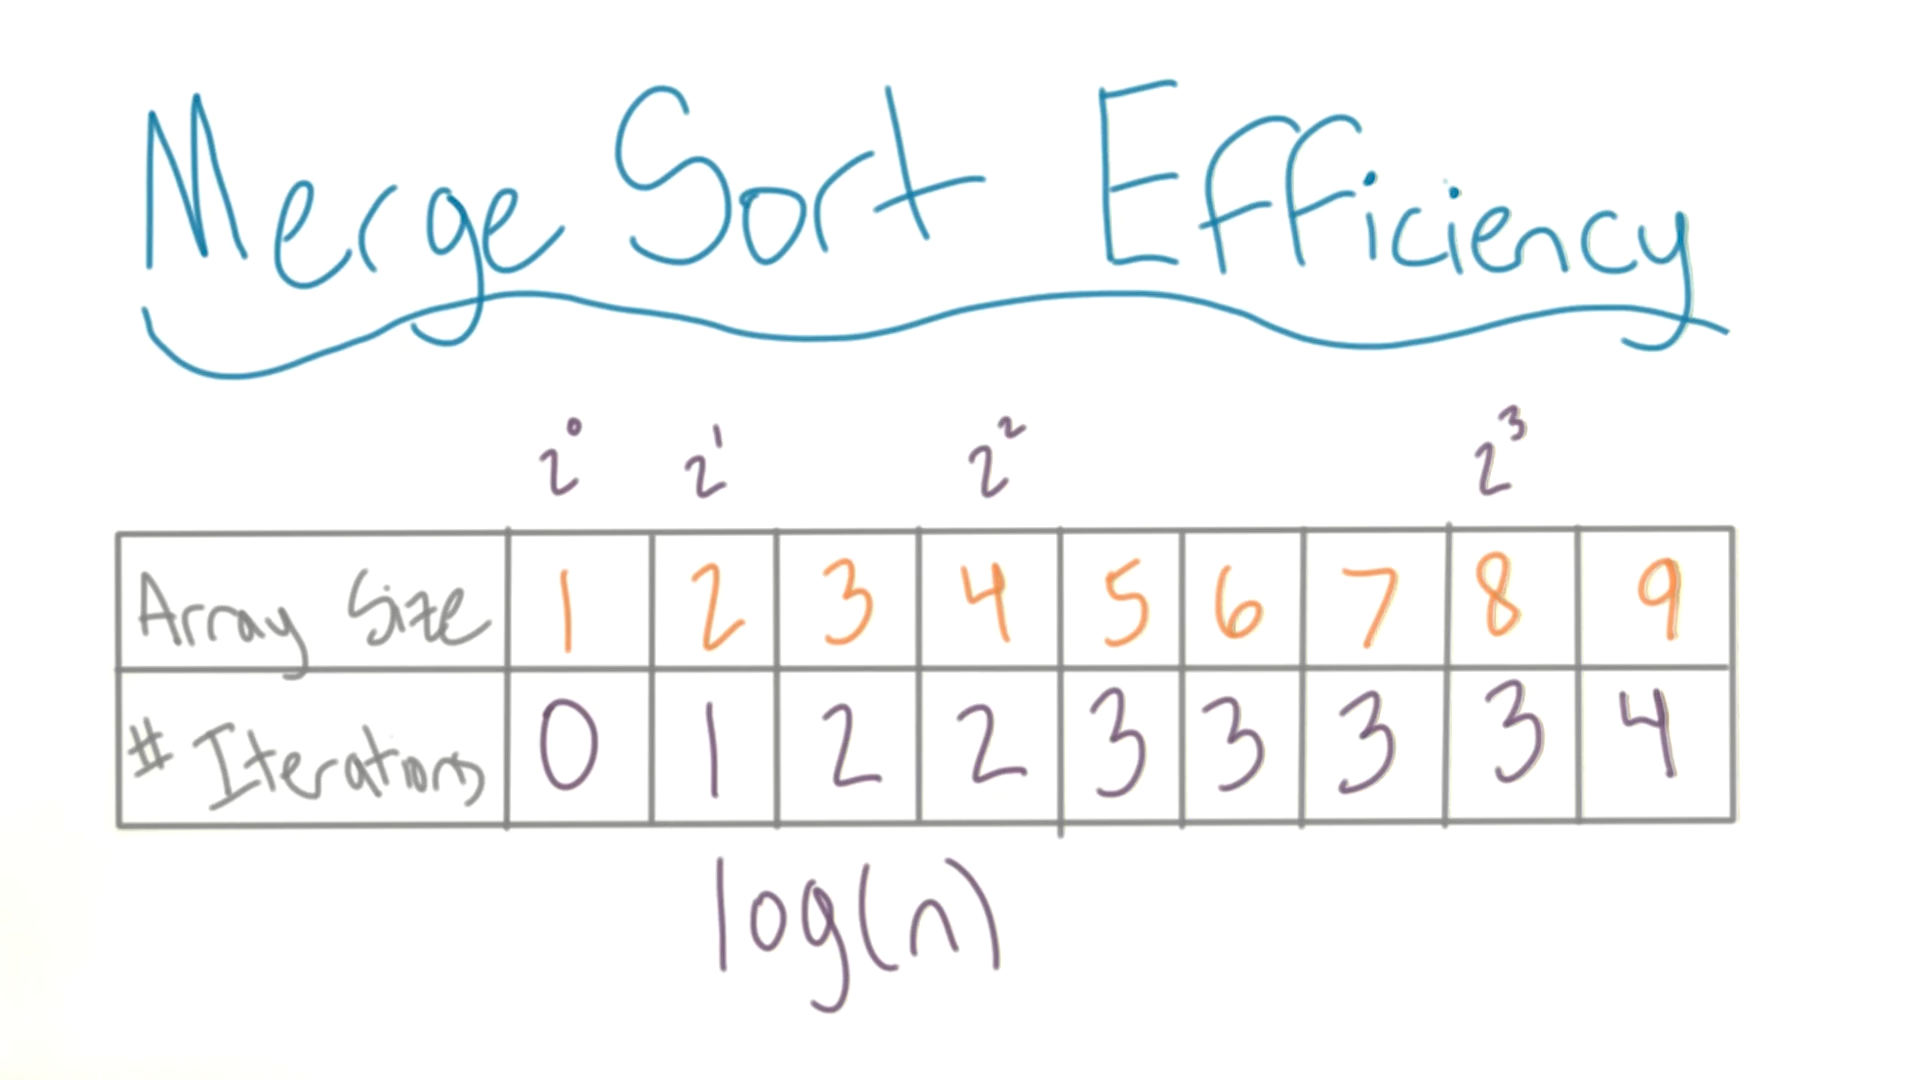 Merge Sort Efficiency
2⁰ 2¹ 2² 2³
Array Size 1 2 3 4 5 6 7 8 9
# Iterations 0 1 2 2 3 3 3 3 4
log(n)